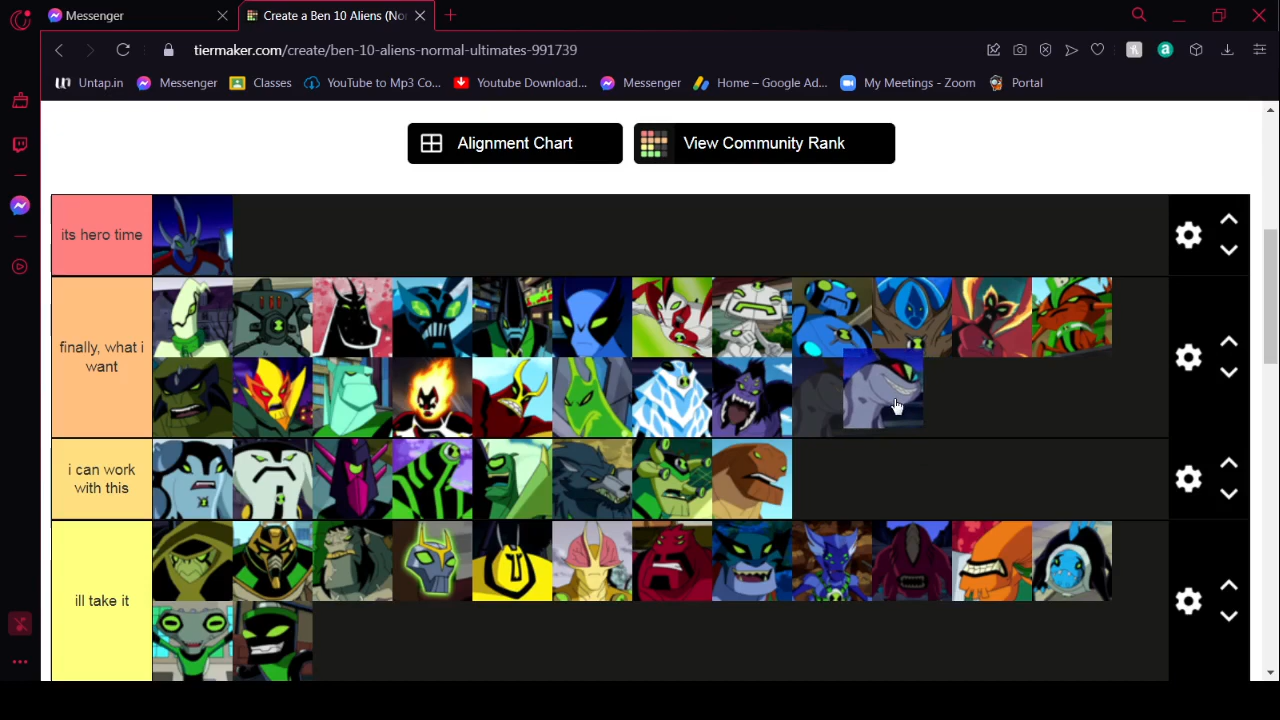 Messenger
Create a Ben 10 Aliens (No
tiermaker.com/create/ben-10-aliens-normal-ultimates-991739
Untap.in
Messenger
Classes
YouTube to Mp3 Co...
Youtube Download...
Messenger
Home – Google Ad...
My Meetings - Zoom
Portal
Alignment Chart
View Community Rank
its hero time
finally, what i
want
i can work
with this
ill take it